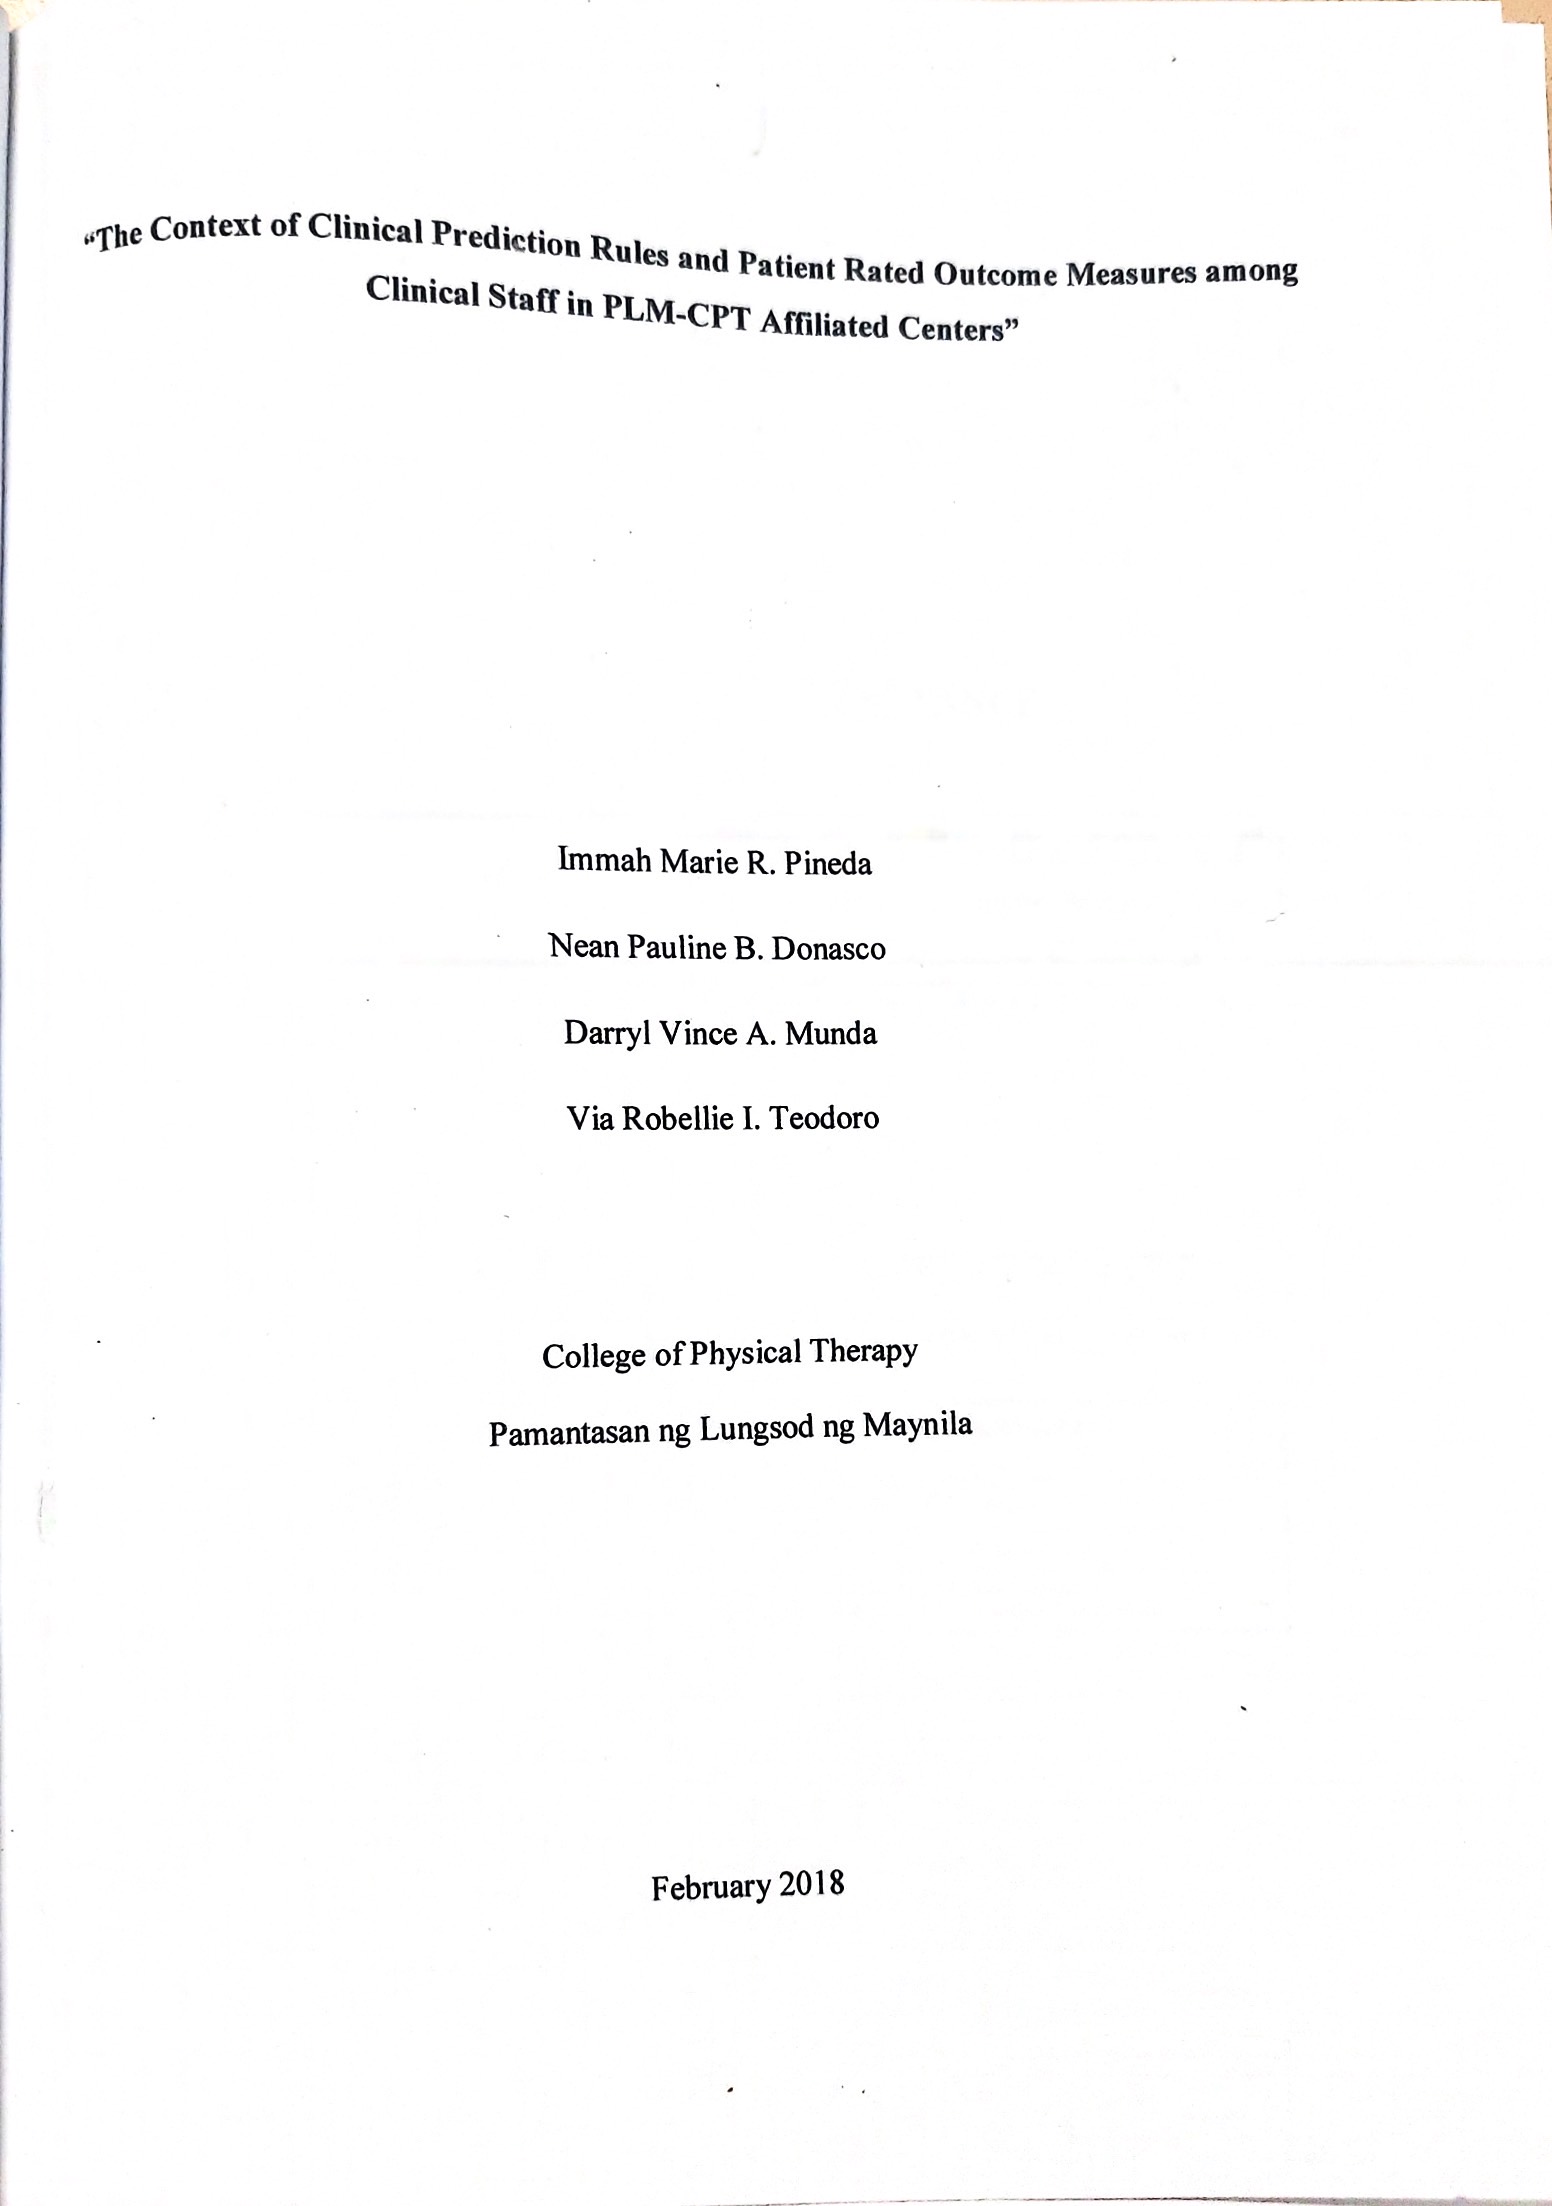 “The Context of Clinical Prediction Rules and Patient Rated Outcome Measures among
Clinical Staff in PLM-CPT Affiliated Centers”
Immah Marie R. Pineda
Nean Pauline B. Donasco
Darryl Vince A. Munda
Via Robellie I. Teodoro
College of Physical Therapy
Pamantasan ng Lungsod ng Maynila
February 2018